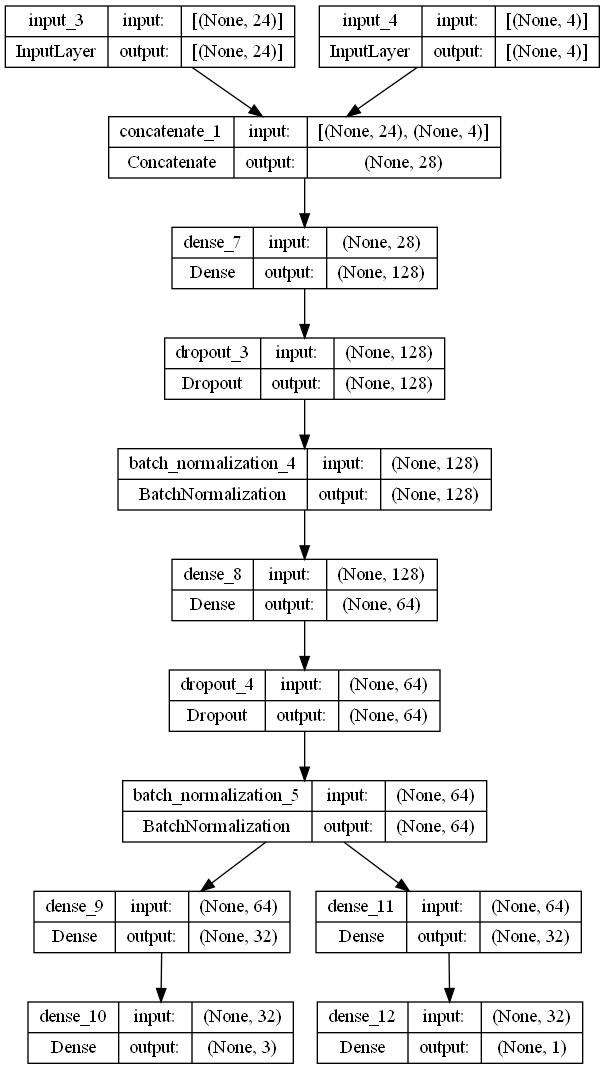 input_3 input: [(None, 24)] input_4 input: [(None, 4)]
InputLayer output: [(None, 24)] InputLayer output: [(None, 4)]
concatenate_1 input: [(None, 24), (None, 4)]
Concatenate output: (None, 28)
dense_7 input: (None, 28)
Dense output: (None, 128)
dropout_3 input: (None, 128)
Dropout output: (None, 128)
batch_normalization_4 input: (None, 128)
BatchNormalization output: (None, 128)
dense_8 input: (None, 128)
Dense output: (None, 64)
dropout_4 input: (None, 64)
Dropout output: (None, 64)
batch_normalization_5 input: (None, 64)
BatchNormalization output: (None, 64)
dense_9 input: (None, 64) dense_11 input: (None, 64)
Dense output: (None, 32) Dense output: (None, 32)
dense_10 input: (None, 32) dense_12 input: (None, 32)
Dense output: (None, 3) Dense output: (None, 1)